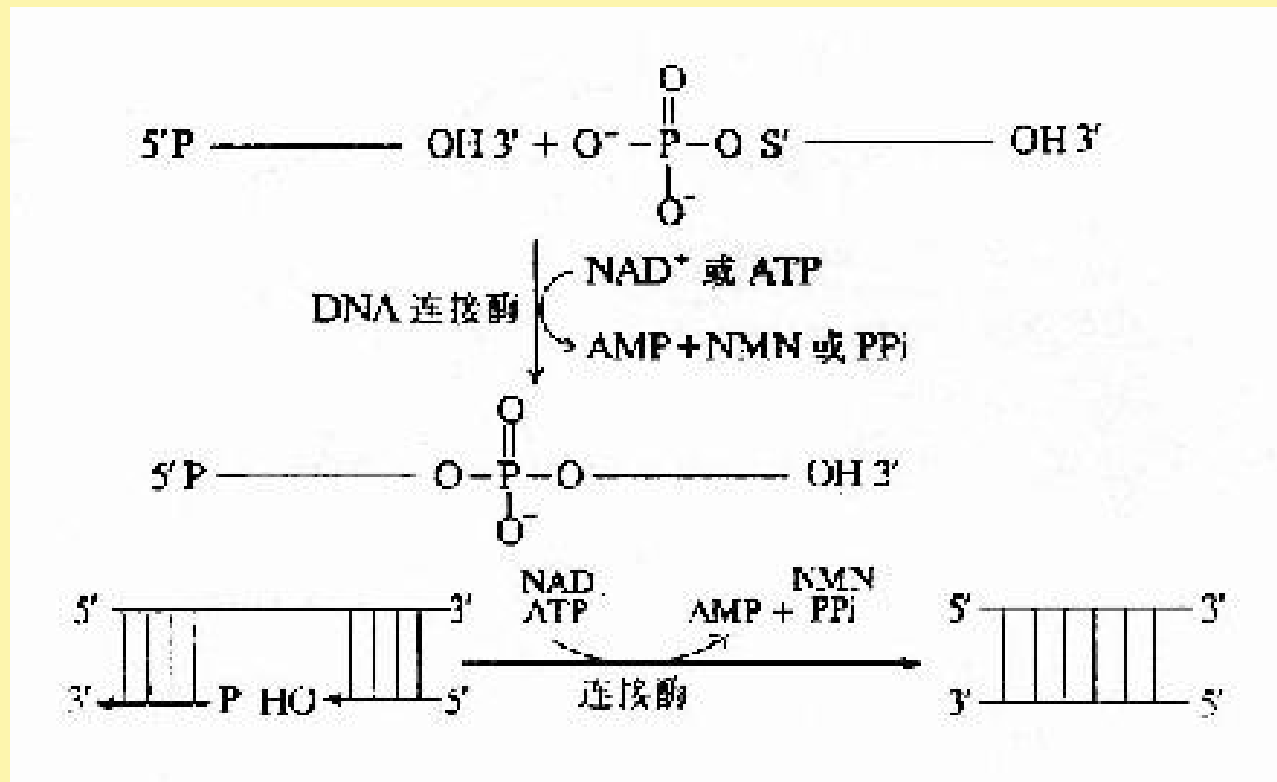 O
5′P OH 3′ + O⁻ – P – O S′ OH 3′
O⁻
NAD⁺ 或 ATP
DNA 连接酶
AMP + NMN 或 PPi
O
5′ P O – P – O OH 3′
O⁻
NAD NMN
5′ 3′ ATP AMP + PPi 5′ 3′
3′ P HO 5′ 连接酶 3′ 5′